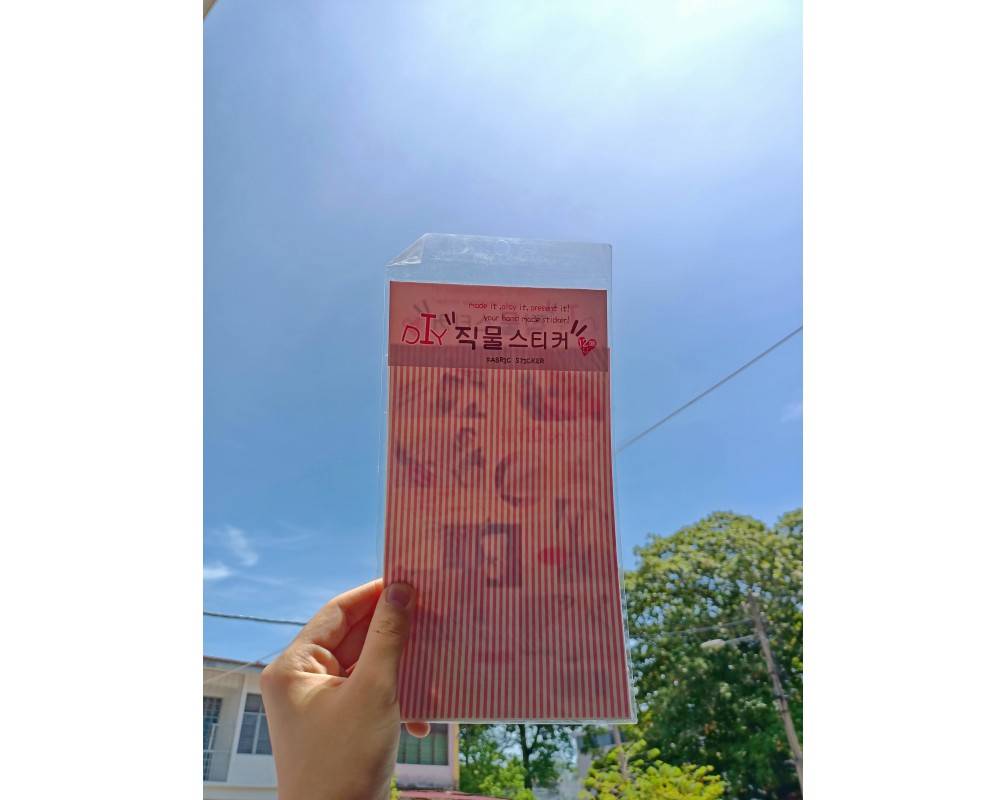 made it, play it, present it!
your hand made sticker!
DIY 직물스티커
FABRIC STICKER